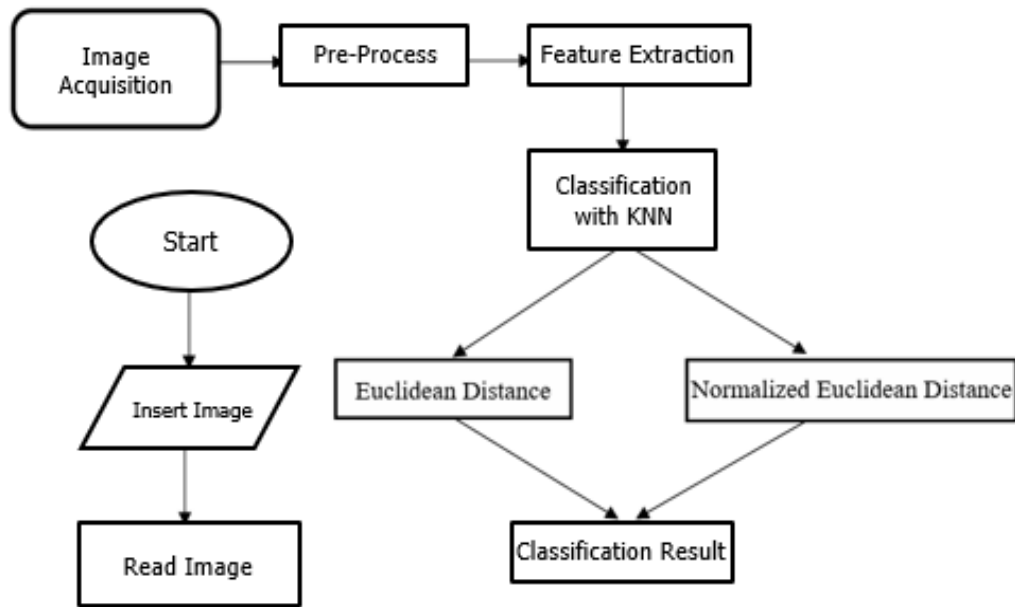 Image
Acquisition
Pre-Process
Feature Extraction
Classification
with KNN
Start
Euclidean Distance
Normalized Euclidean Distance
Insert Image
Classification Result
Read Image